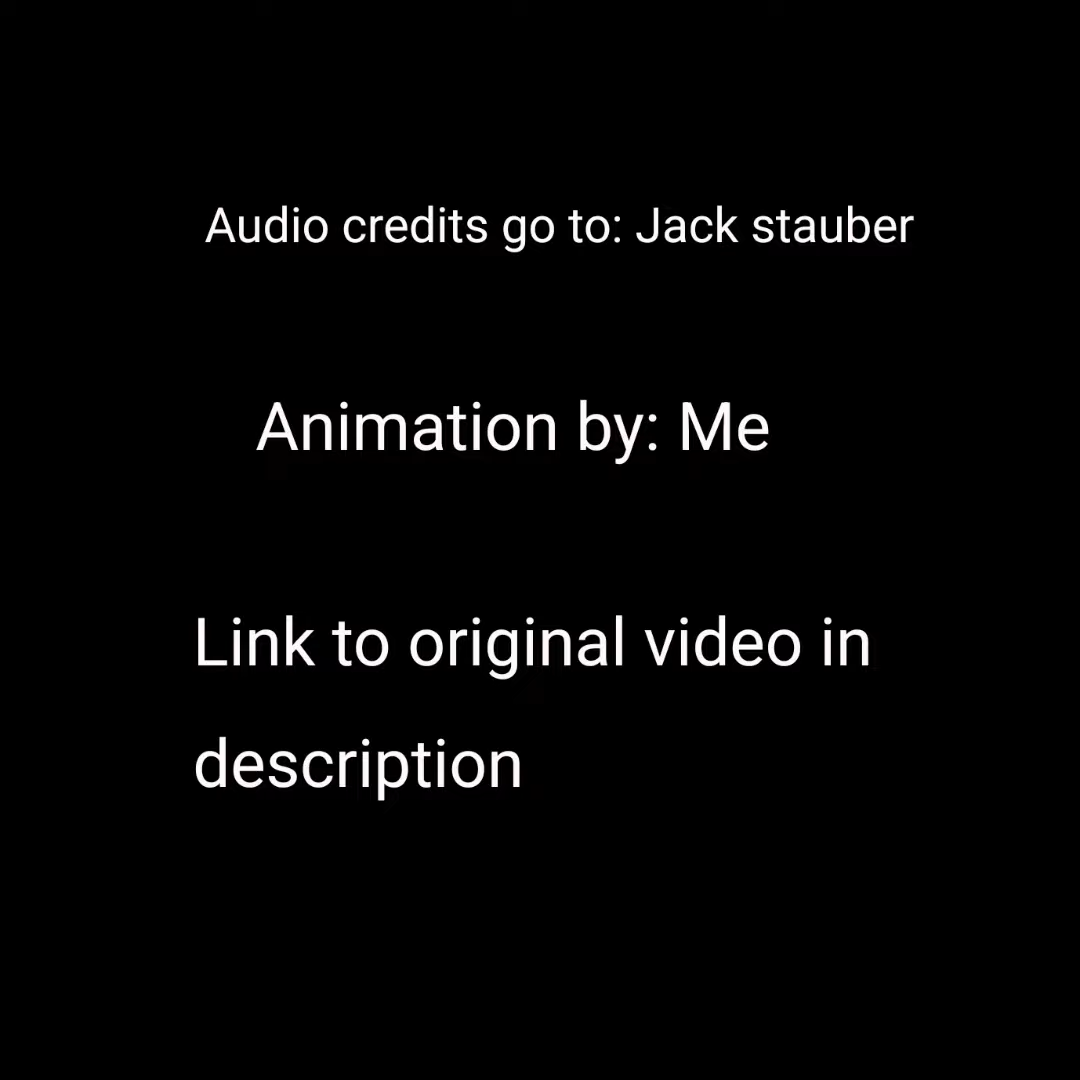 Audio credits go to: Jack stauber
Animation by: Me
Link to original video in
description